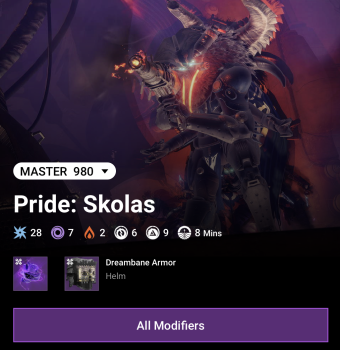 MASTER 980
Pride: Skolas
28 7 2 6 9 8 Mins
Dreambane Armor
Helm
All Modifiers